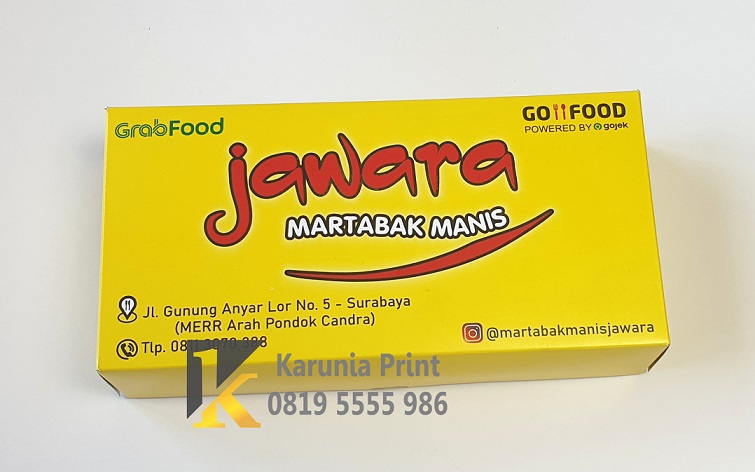 GrabFood
GO FOOD
POWERED BY gojek
jawara
MARTABAK MANIS
Jl. Gunung Anyar Lor No. 5 - Surabaya
(MERR Arah Pondok Candra)
Tlp.
@martabakmanisjawara
Karunia Print
0819 5555 986